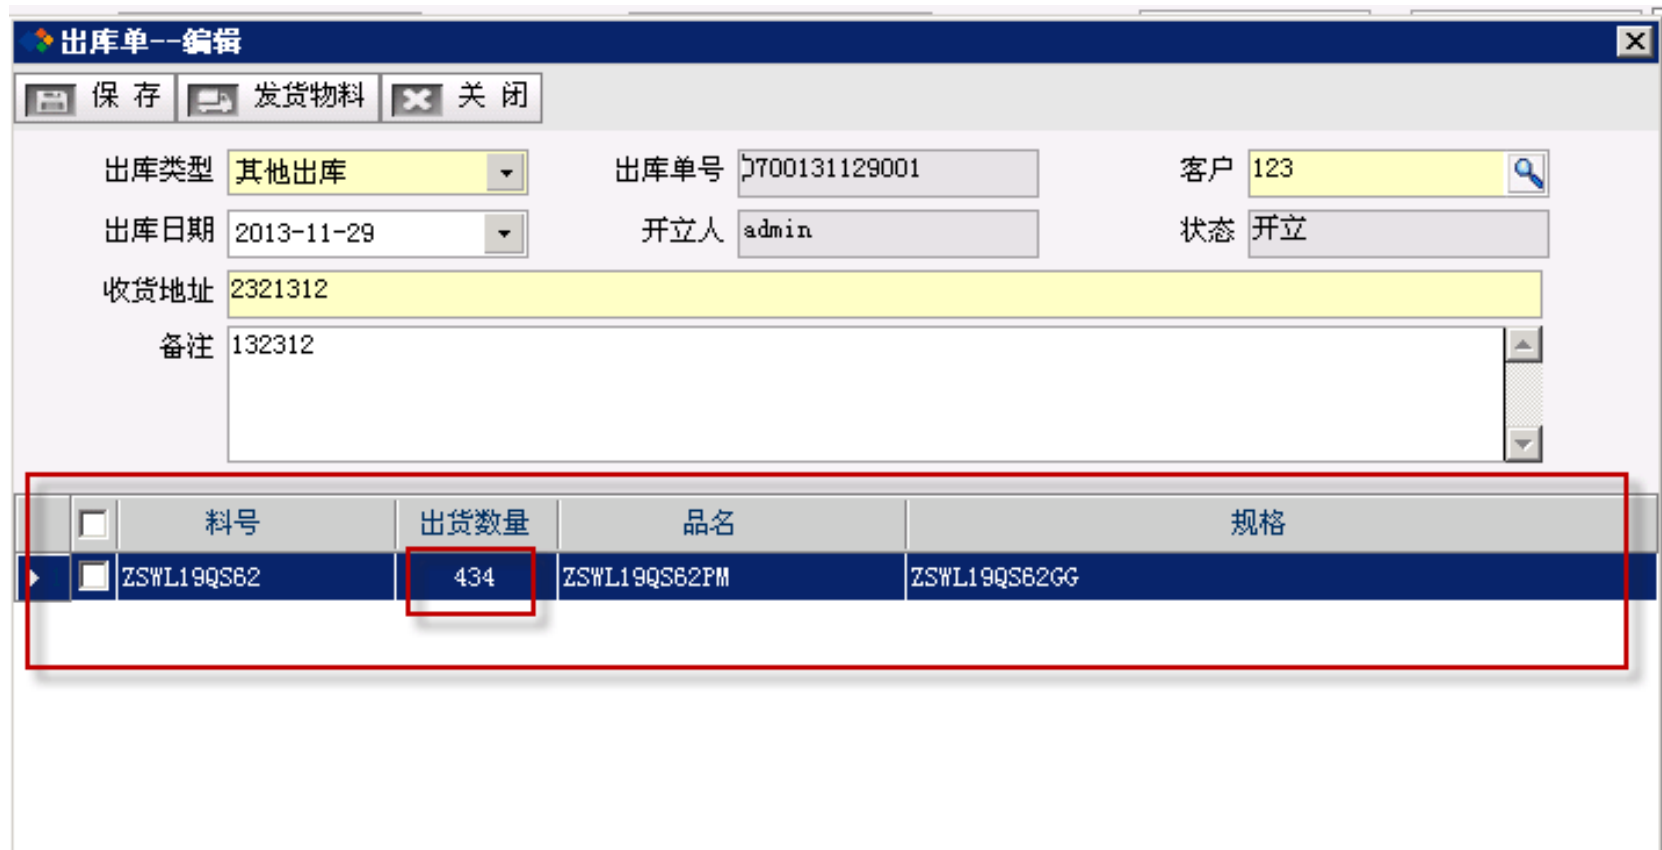 出库单--编辑
保 存 发货物料 关 闭
出库类型 其他出库 出库单号 700131129001 客户 123
出库日期 2013-11-29 开立人 admin 状态 开立
收货地址 2321312
备注 132312
料号 出货数量 品名 规格
ZSWL19QS62 434 ZSWL19QS62PM ZSWL19QS62GG